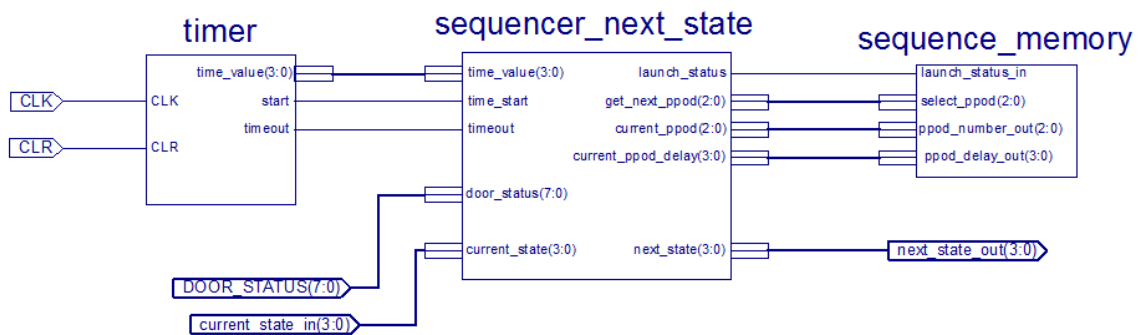 timer
sequencer_next_state
sequence_memory
time_value(3:0)
start
timeout
CLK
CLR
CLK
CLR
time_value(3:0)
time_start
timeout
door_status(7:0)
current_state(3:0)
launch_status
get_next_ppod(2:0)
current_ppod(2:0)
current_ppod_delay(3:0)
next_state(3:0)
launch_status_in
select_ppod(2:0)
ppod_number_out(2:0)
ppod_delay_out(3:0)
next_state_out(3:0)
DOOR_STATUS(7:0)
current_state_in(3:0)